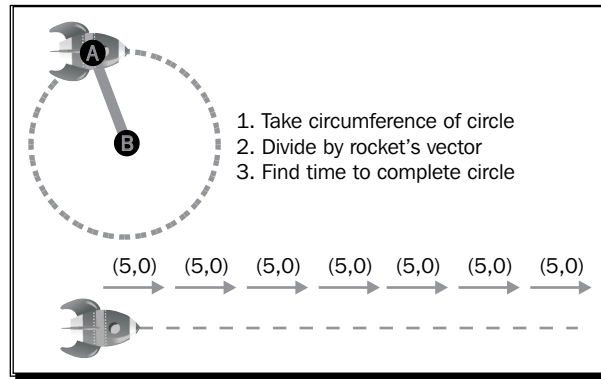 A
B
1. Take circumference of circle
2. Divide by rocket's vector
3. Find time to complete circle
(5,0) (5,0) (5,0) (5,0) (5,0) (5,0) (5,0)